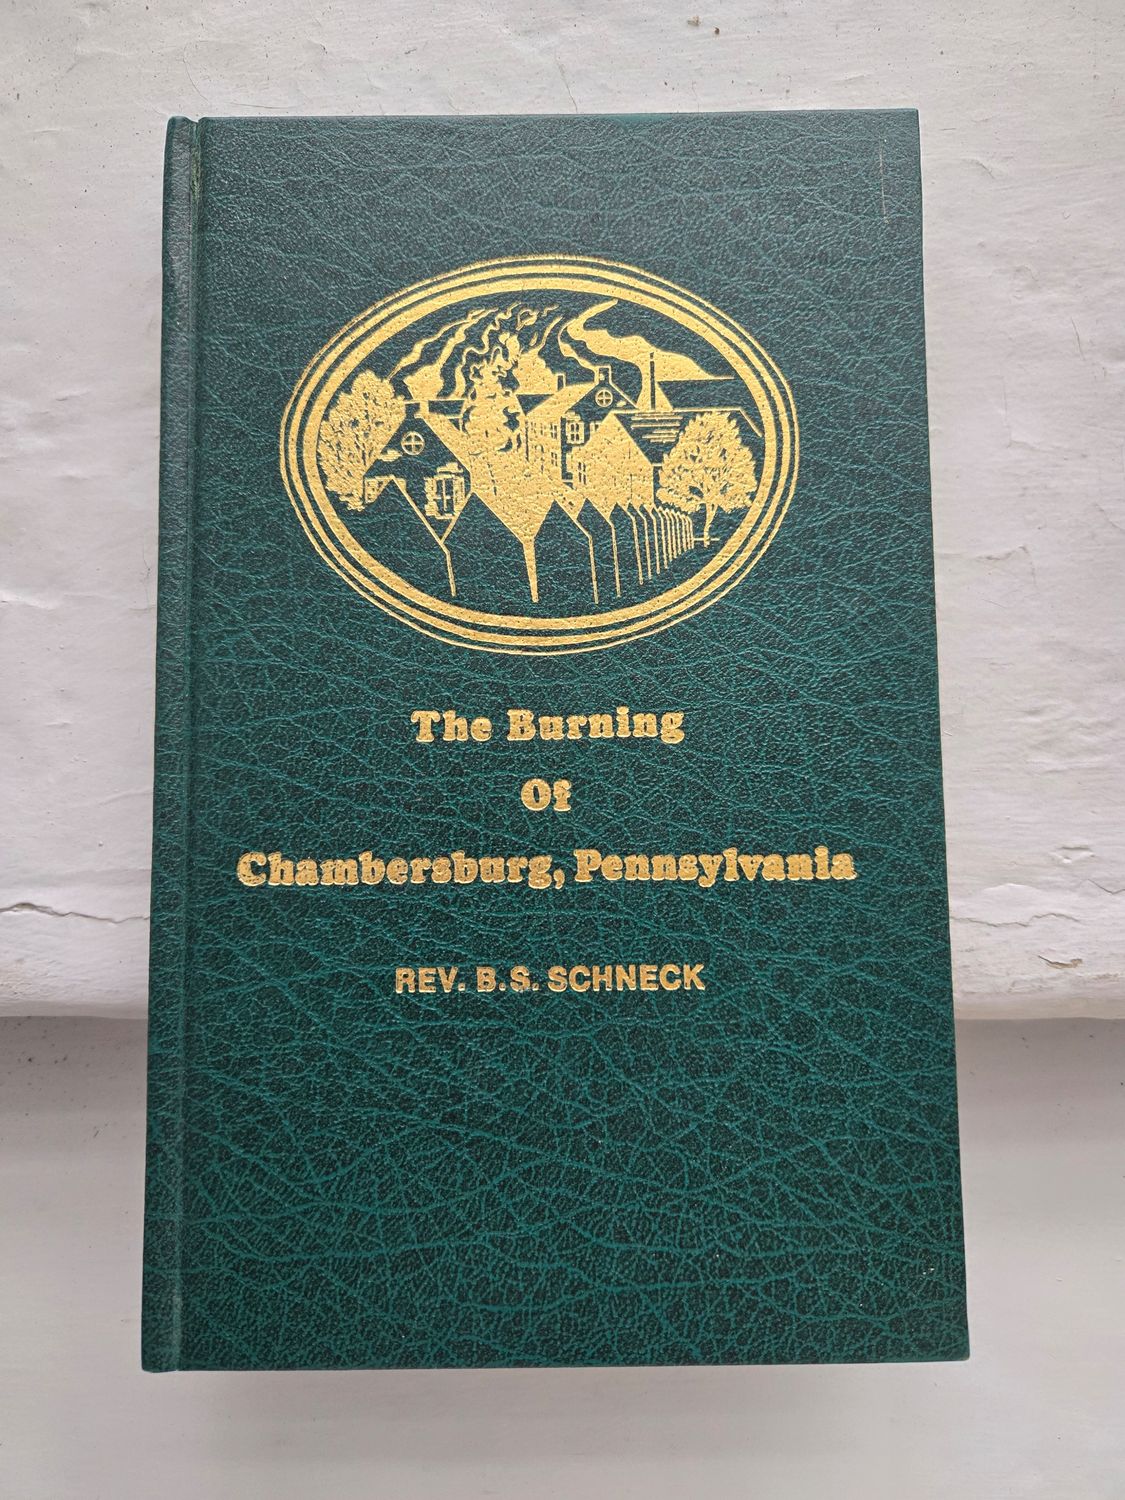 The Burning
Of
Chambersburg, Pennsylvania
REV. B.S. SCHNECK